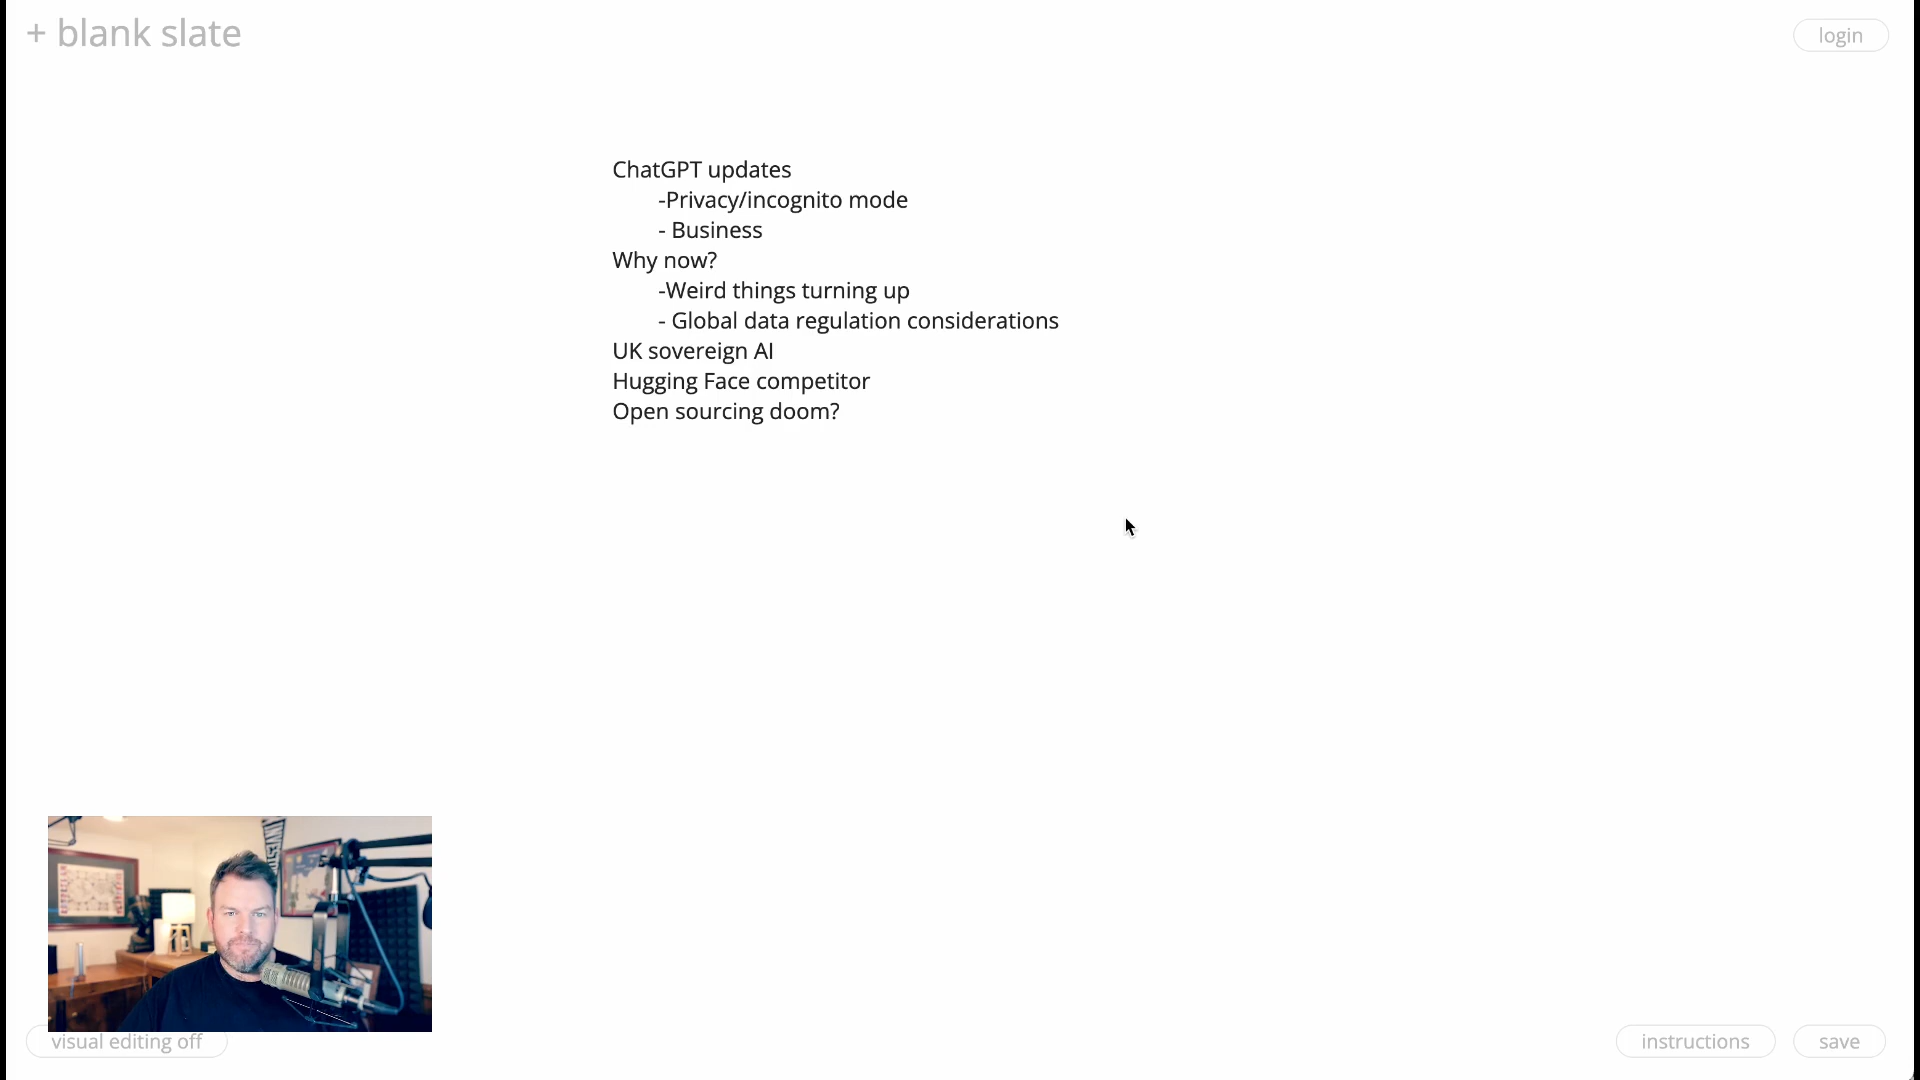 + blank slate
login
ChatGPT updates
-Privacy/incognito mode
- Business
Why now?
-Weird things turning up
- Global data regulation considerations
UK sovereign AI
Hugging Face competitor
Open sourcing doom?
visual editing off
instructions
save